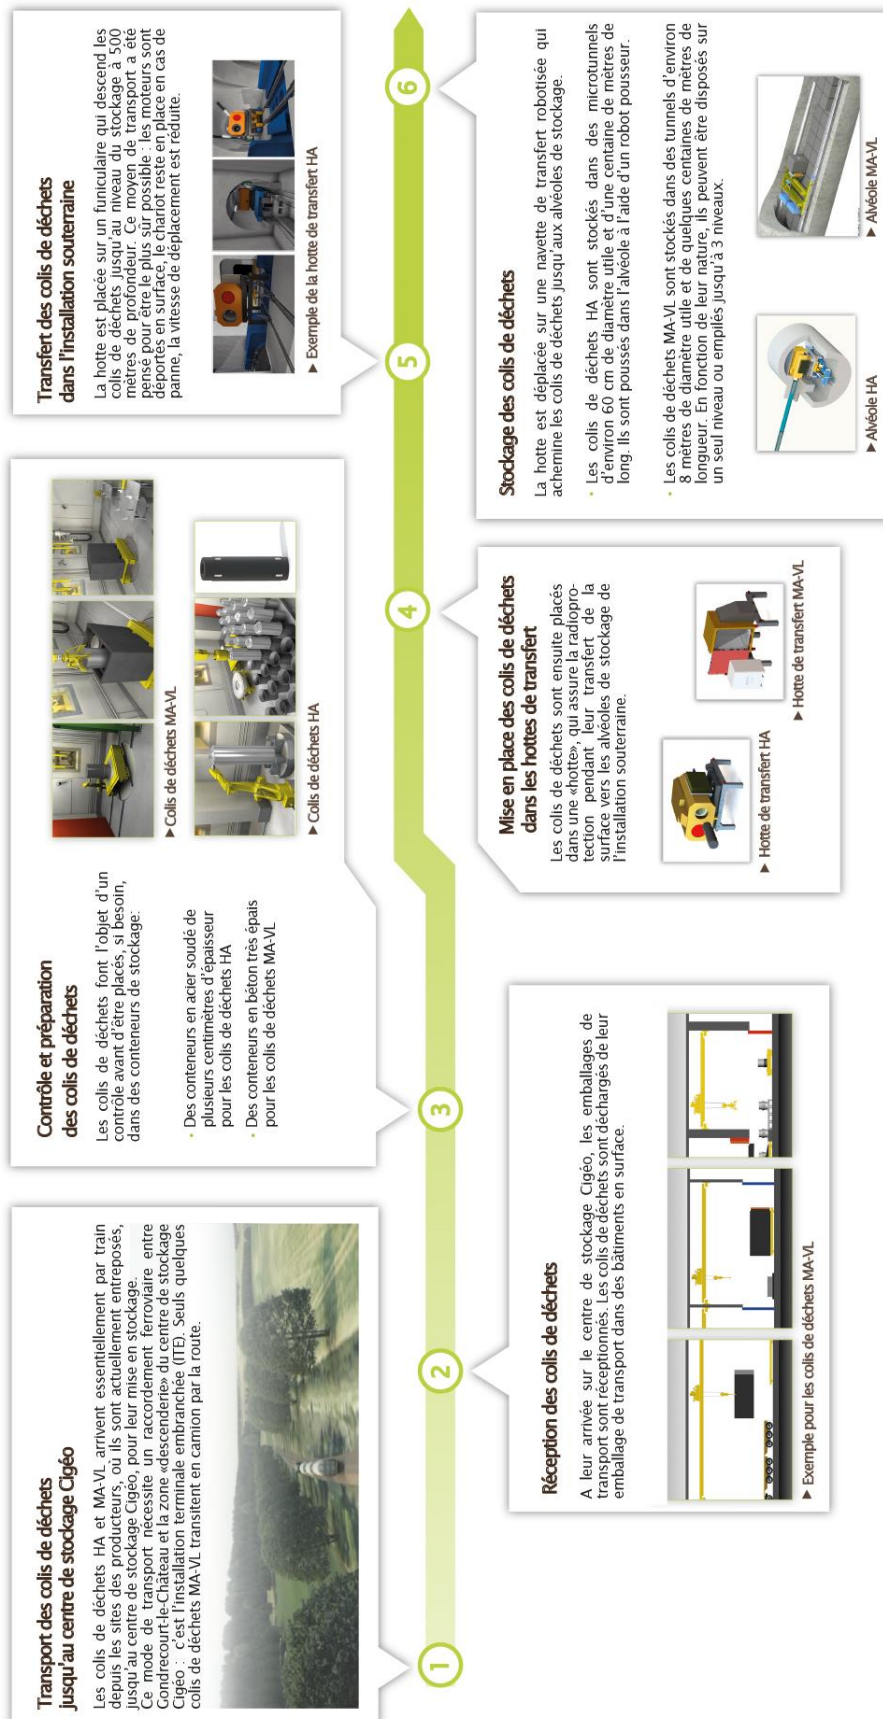 Transport des colis de déchets
jusqu'au centre de stockage Cigéo
Les colis de déchets HA et MA-VL arrivent essentiellement par train
depuis les sites des producteurs, où ils sont actuellement entreposés,
jusqu'au centre de stockage Cigéo, pour leur mise en stockage.
Ce mode de transport nécessite un raccordement ferroviaire entre
Gondrecourt-le-Château et la zone «descenderie» du centre de stockage
Cigéo : c'est l'installation terminale embranchée (ITE). Seuls quelques
colis de déchets MA-VL transitent en camion par la route.
1
2
Réception des colis de déchets
A leur arrivée sur le centre de stockage Cigéo, les emballages de
transport sont réceptionnés. Les colis de déchets sont déchargés de leur
emballage de transport dans des bâtiments en surface.
► Exemple pour les colis de déchets MA-VL
Contrôle et préparation
des colis de déchets
Les colis de déchets font l'objet d'un
contrôle avant d'être placés, si besoin,
dans des conteneurs de stockage:
• Des conteneurs en acier soudé de
plusieurs centimètres d'épaisseur
pour les colis de déchets HA
• Des conteneurs en béton très épais
pour les colis de déchets MA-VL
► Colis de déchets MA-VL
► Colis de déchets HA
3
4
Mise en place des colis de déchets
dans les hottes de transfert
Les colis de déchets sont ensuite placés
dans une «hotte», qui assure la radiopro-
tection pendant leur transfert de la
surface vers les alvéoles de stockage de
l'installation souterraine.
► Hotte de transfert HA
► Hotte de transfert MA-VL
Transfert des colis de déchets
dans l'installation souterraine
La hotte est placée sur un funiculaire qui descend les
colis de déchets jusqu'au niveau du stockage à 500
mètres de profondeur. Ce moyen de transport a été
pensé pour être le plus sûr possible : les moteurs sont
déportés en surface, le chariot reste en place en cas de
panne, la vitesse de déplacement est réduite.
► Exemple de la hotte de transfert HA
5
6
Stockage des colis de déchets
La hotte est déplacée sur une navette de transfert robotisée qui
achemine les colis de déchets jusqu'aux alvéoles de stockage.
• Les colis de déchets HA sont stockés dans des microtunnels
d'environ 60 cm de diamètre utile et d'une centaine de mètres de
long. Ils sont poussés dans l'alvéole à l'aide d'un robot pousseur.
• Les colis de déchets MA-VL sont stockés dans des tunnels d'environ
8 mètres de diamètre utile et de quelques centaines de mètres de
longueur. En fonction de leur nature, ils peuvent être disposés sur
un seul niveau ou empilés jusqu'à 3 niveaux.
► Alvéole HA
► Alvéole MA-VL